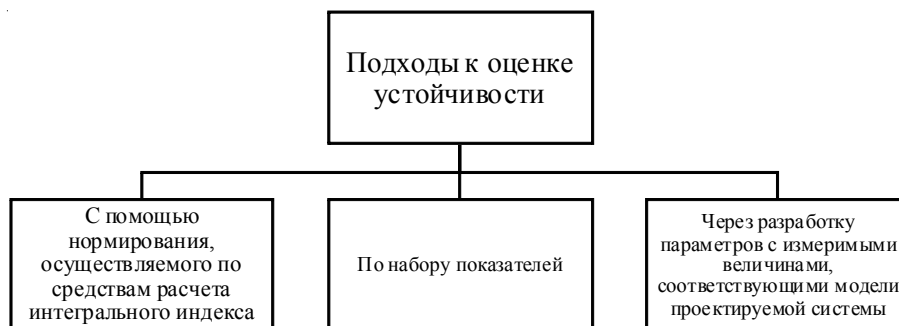 Подходы к оценке
устойчивости
С помощью
нормирования,
осуществляемого по
средствам расчета
интегрального индекса
По набору показателей
Через разработку
параметров с измеримыми
величинами,
соответствующими модели
проектируемой системы